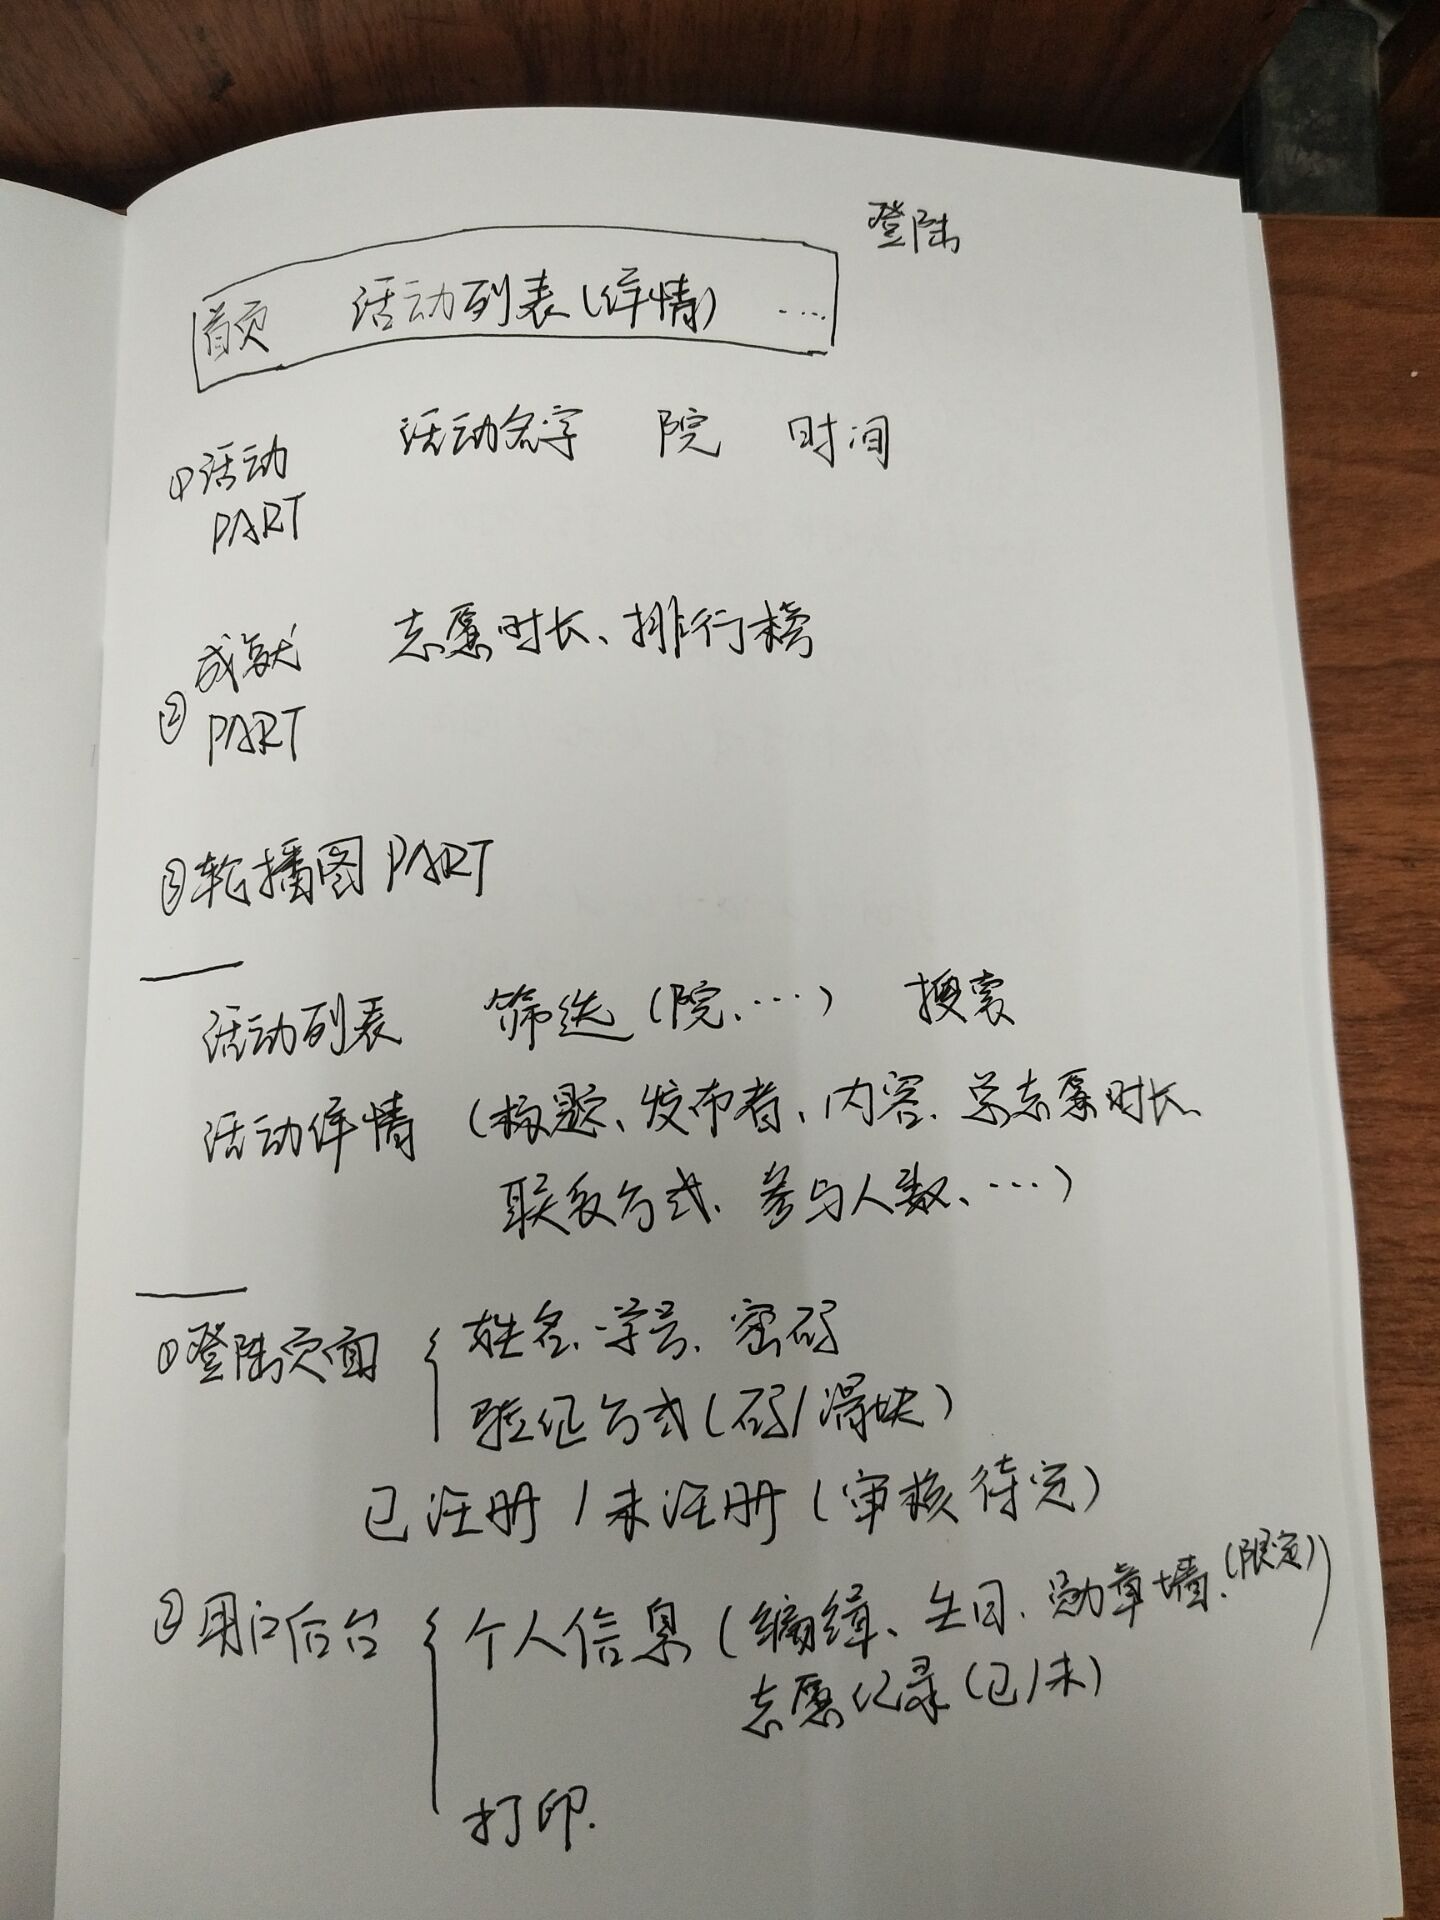 登陆
首页 活动列表(详情) ....
①活动 活动名字 院 时间
PART
成就 志愿时长、排行榜
② PART
③轮播图PART
活动列表 筛选(院、…) 搜索
活动详情 (标题、发布者、内容、总志愿时长、
联系方式、参与人数、…)
①登陆页面 姓名、学号、密码
验证方式(码/滑块)
已注册/未注册(审核待定)
②用户后台 个人信息(编辑、生日、勋章墙、(限定))
志愿记录(已/未)
打印.